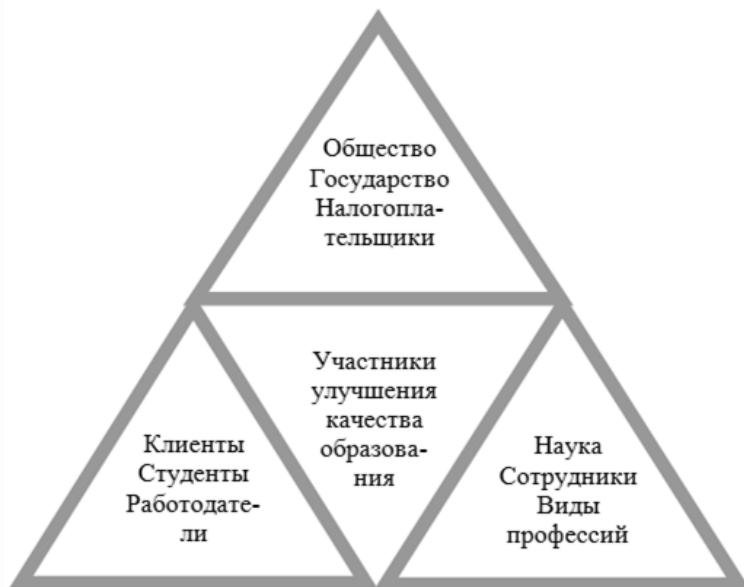 Общество
Государство
Налогопла-
тельщики
Участники
улучшения
качества
образова-
ния
Клиенты
Студенты
Работодате-
ли
Наука
Сотрудники
Виды
профессий